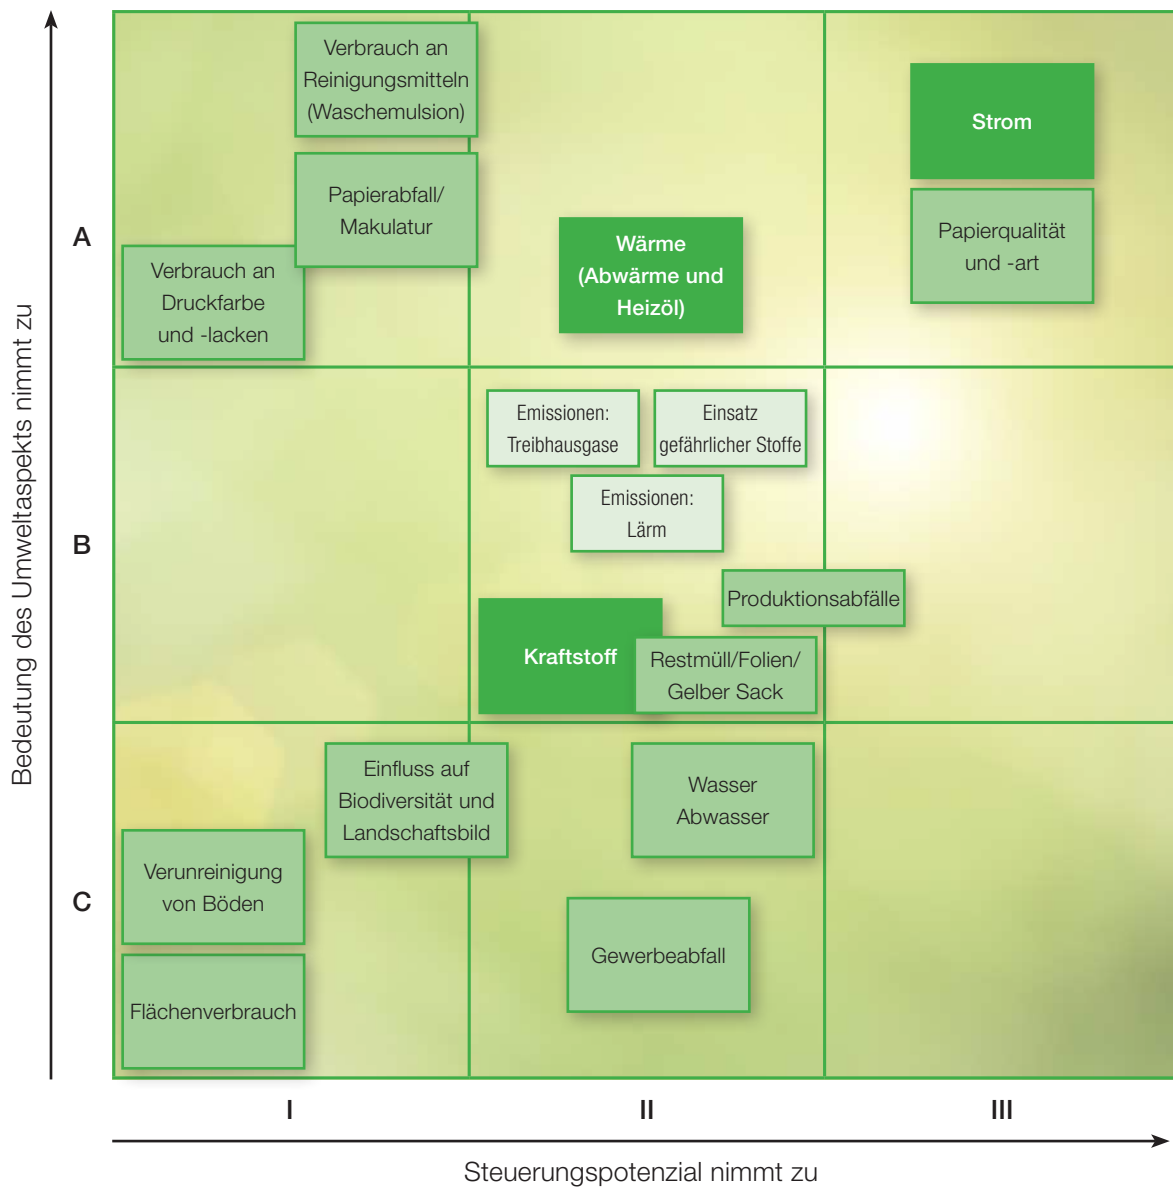 Bedeutung des Umweltaspekts nimmt zu
A
B
C
Verbrauch an
Reinigungsmitteln
(Waschemulsion)
Papierabfall/
Makulatur
Verbrauch an
Druckfarbe
und -lacken
Wärme
(Abwärme und
Heizöl)
Strom
Papierqualität
und -art
Emissionen:
Treibhausgase
Einsatz
gefährlicher Stoffe
Emissionen:
Lärm
Produktionsabfälle
Kraftstoff
Restmüll/Folien/
Gelber Sack
Einfluss auf
Biodiversität und
Landschaftsbild
Wasser
Abwasser
Verunreinigung
von Böden
Gewerbeabfall
Flächenverbrauch
I
II
III
Steuerungspotenzial nimmt zu